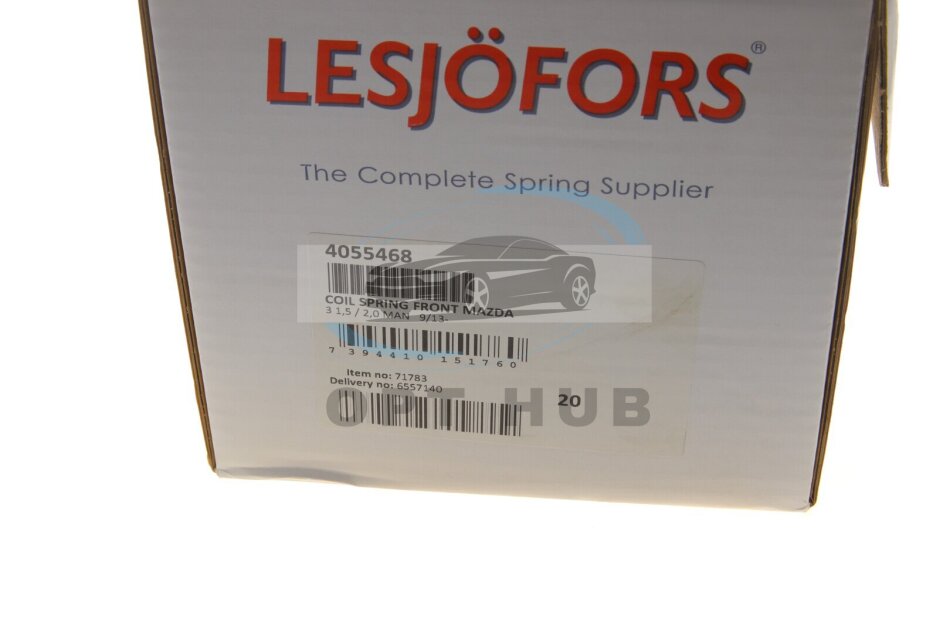 LESJÖFORS®
The Complete Spring Supplier
4055468
COIL SPRING FRONT MAZDA
3 1,5 / 2,0 MAN 9/13-
7 394410 151760
Item no: 71783
Delivery no: 6557140
20
OPT HUB